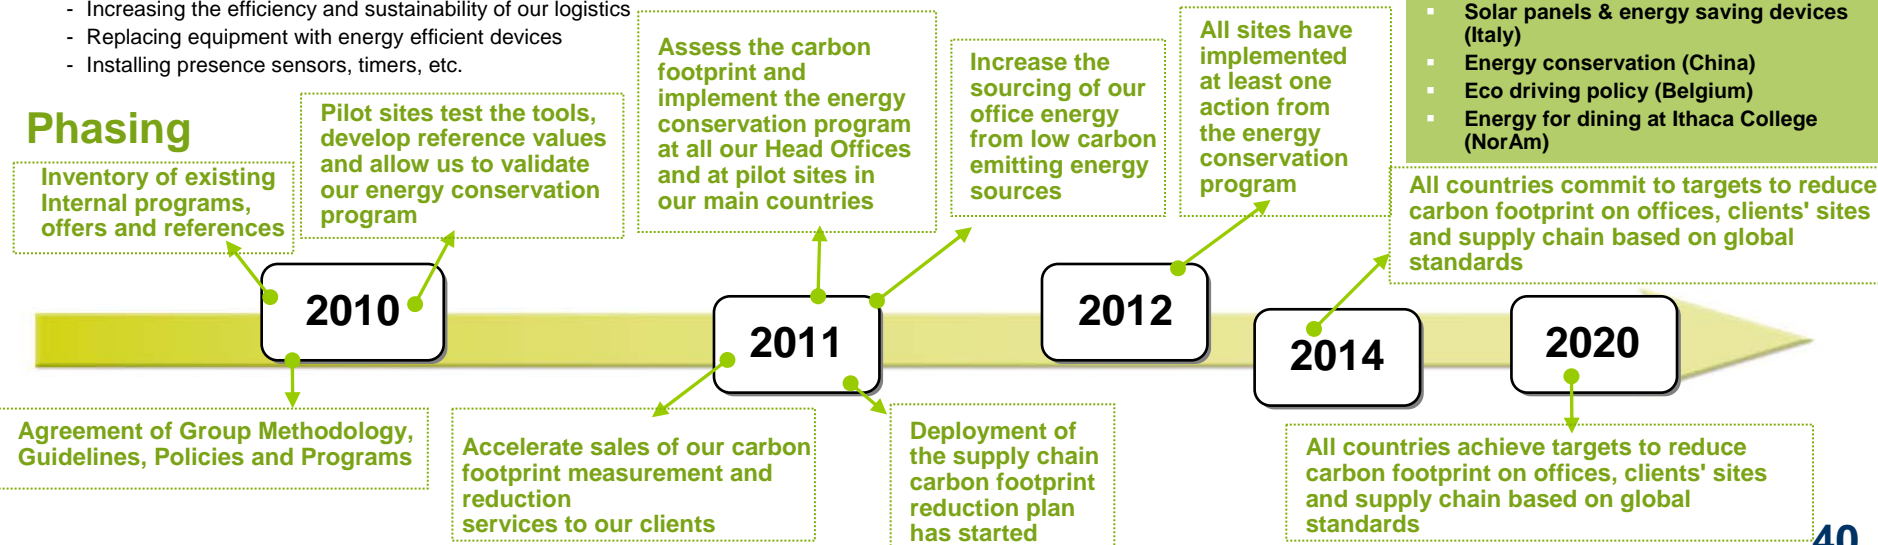 - Increasing the efficiency and sustainability of our logistics
- Replacing equipment with energy efficient devices
- Installing presence sensors, timers, etc.
▫ Solar panels & energy saving devices
(Italy)
▫ Energy conservation (China)
▫ Eco driving policy (Belgium)
▫ Energy for dining at Ithaca College
(NorAm)
Phasing
Inventory of existing
Internal programs,
offers and references
Pilot sites test the tools,
develop reference values
and allow us to validate
our energy conservation
program
Assess the carbon
footprint and
implement the energy
conservation program
at all our Head Offices
and at pilot sites in
our main countries
Increase the
sourcing of our
office energy
from low carbon
emitting energy
sources
All sites have
implemented
at least one
action from
the energy
conservation
program
All countries commit to targets to reduce
carbon footprint on offices, clients' sites
and supply chain based on global
standards
2010
2011
2012
2014
2020
Agreement of Group Methodology,
Guidelines, Policies and Programs
Accelerate sales of our carbon
footprint measurement and
reduction
services to our clients
Deployment of
the supply chain
carbon footprint
reduction plan
has started
All countries achieve targets to reduce
carbon footprint on offices, clients' sites
and supply chain based on global
standards
40